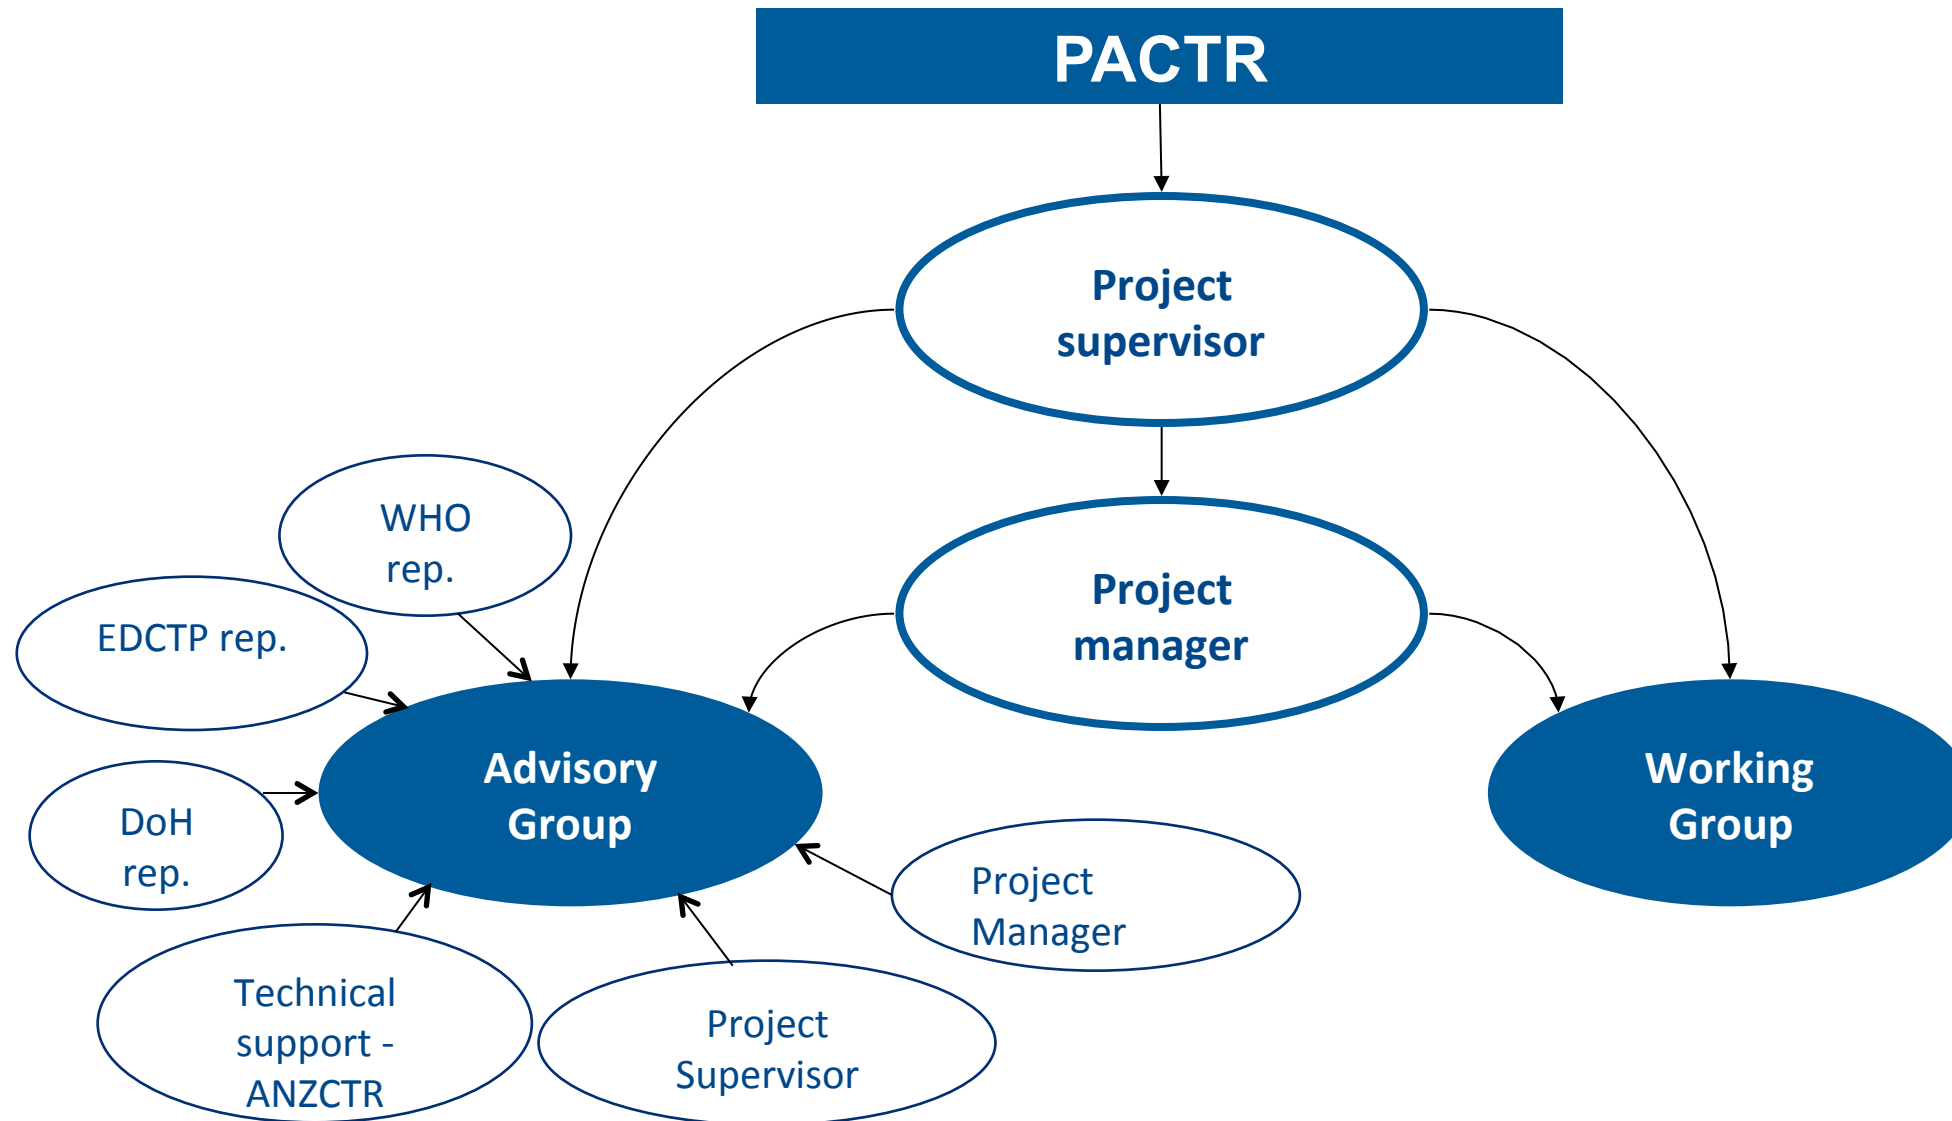 PACTR
Project
supervisor
WHO
rep.
EDCTP rep.
Project
manager
Advisory
Group
Working
Group
DoH
rep.
Project
Manager
Technical
support -
ANZCTR
Project
Supervisor